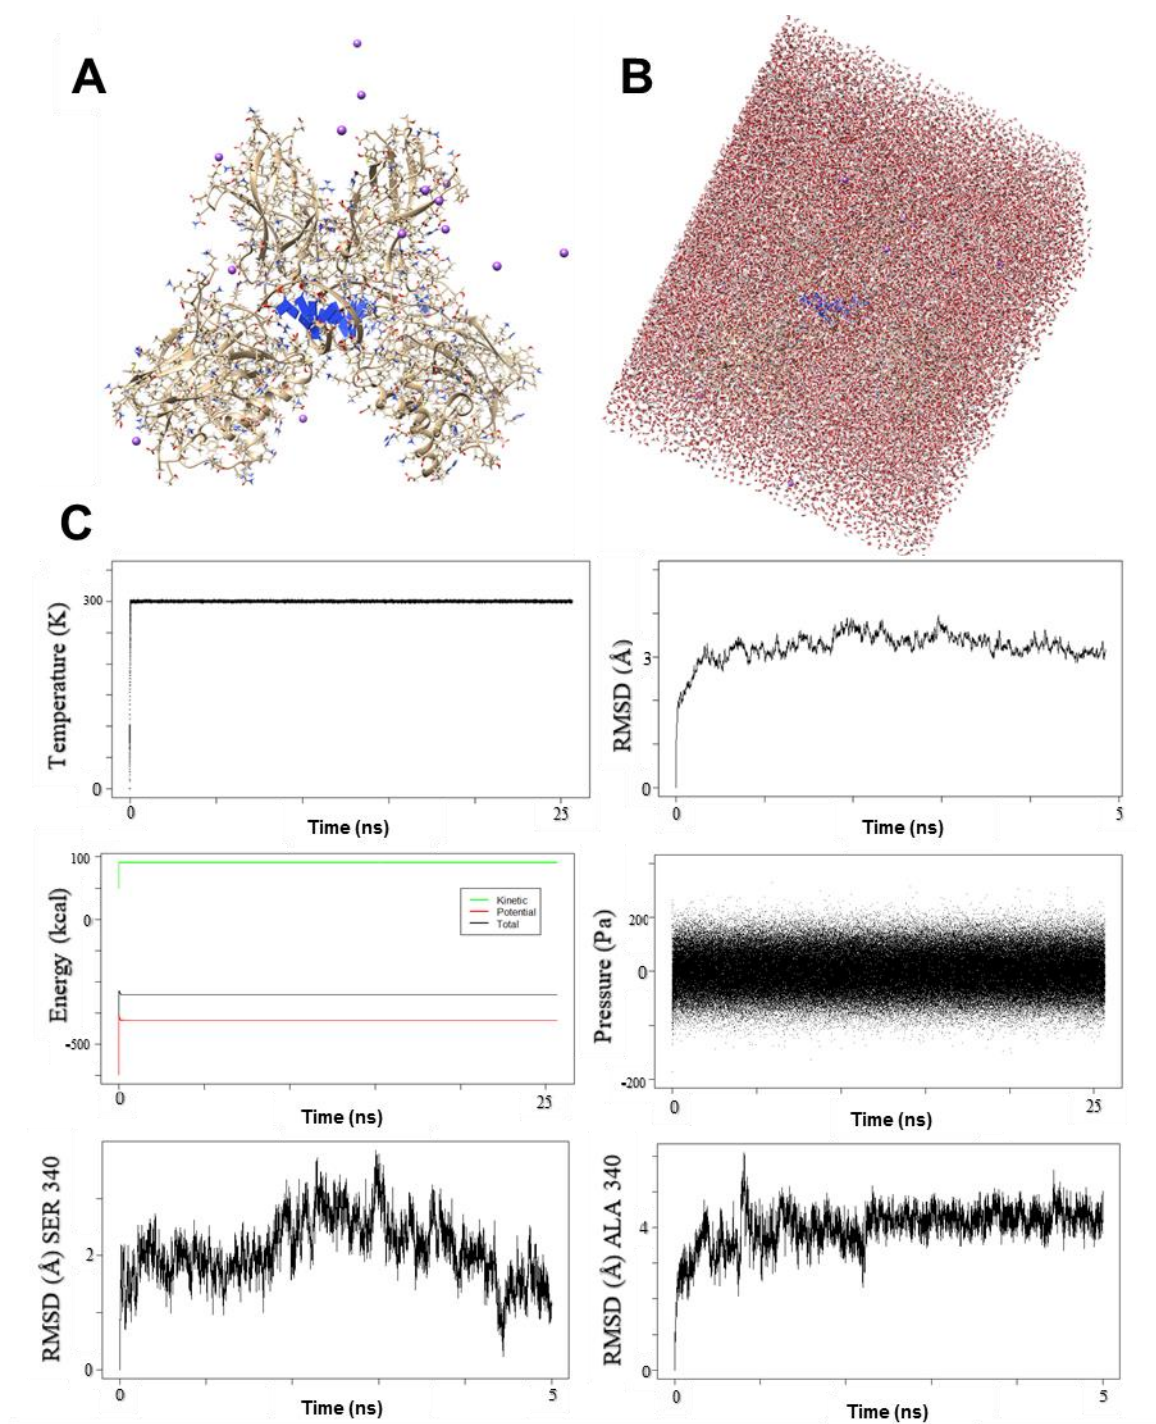 A
B
C
Temperature (K)
300
0
0
25
Time (ns)
RMSD (Å)
3
0
0
5
Time (ns)
Energy (kcal)
100
0
-500
Kinetic
Potential
Total
0
25
Time (ns)
Pressure (Pa)
200
0
-200
0
25
Time (ns)
RMSD (Å) SER 340
2
0
0
5
Time (ns)
RMSD (Å) ALA 340
4
0
0
5
Time (ns)